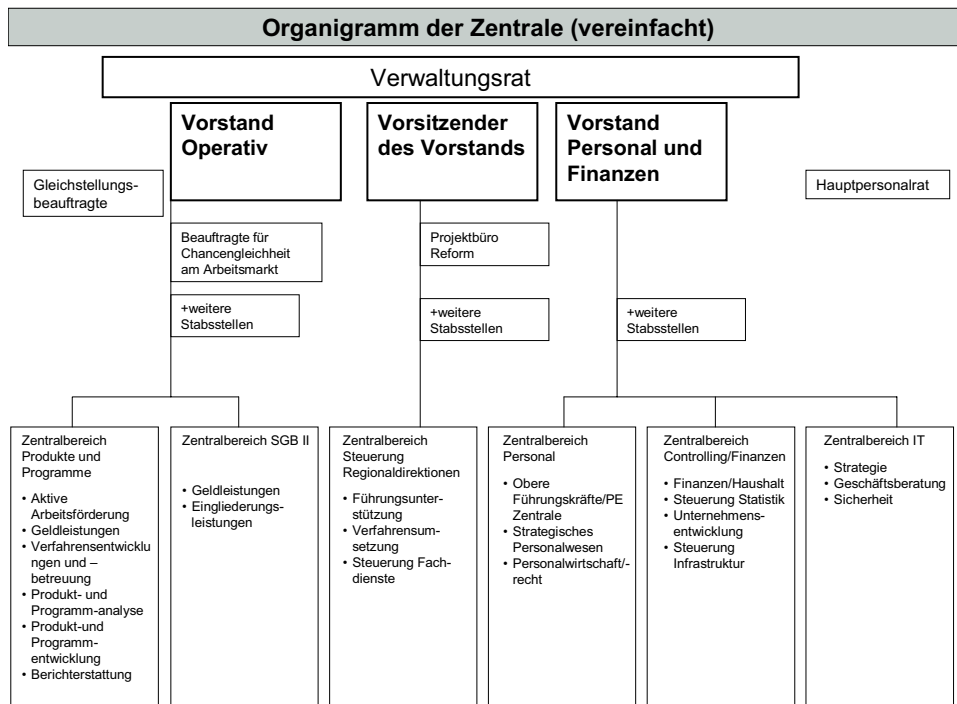 Organigramm der Zentrale (vereinfacht)
Verwaltungsrat
Vorstand
Operativ
Vorsitzender
des Vorstands
Vorstand
Personal und
Finanzen
Gleichstellungs-
beauftragte
Hauptpersonalrat
Beauftragte für
Chancengleichheit
am Arbeitsmarkt
Projektbüro
Reform
+weitere
Stabsstellen
+weitere
Stabsstellen
+weitere
Stabsstellen
Zentralbereich
Produkte und
Programme
• Aktive
Arbeitsförderung
• Geldleistungen
• Verfahrensentwicklu
ngen und –
betreuung
• Produkt- und
Programm-analyse
• Produkt-und
Programm-
entwicklung
• Berichterstattung
Zentralbereich SGB II
• Geldleistungen
• Eingliederungs-
leistungen
Zentralbereich
Steuerung
Regionaldirektionen
• Führungsunter-
stützung
• Verfahrensum-
setzung
• Steuerung Fach-
dienste
Zentralbereich
Personal
• Obere
Führungskräfte/PE
Zentrale
• Strategisches
Personalwesen
• Personalwirtschaft/-
recht
Zentralbereich
Controlling/Finanzen
• Finanzen/Haushalt
• Steuerung Statistik
• Unternehmens-
entwicklung
• Steuerung
Infrastruktur
Zentralbereich IT
• Strategie
• Geschäftsberatung
• Sicherheit